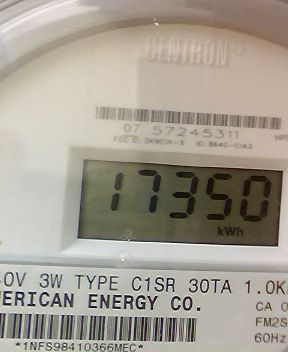 CENTRON
07 57245311
17350
kWh
0V 3W TYPE C1SR 30TA 1.0K
ERICAN ENERGY CO.
CA 0
FM2S
60Hz
*1NFS98410366MEC*